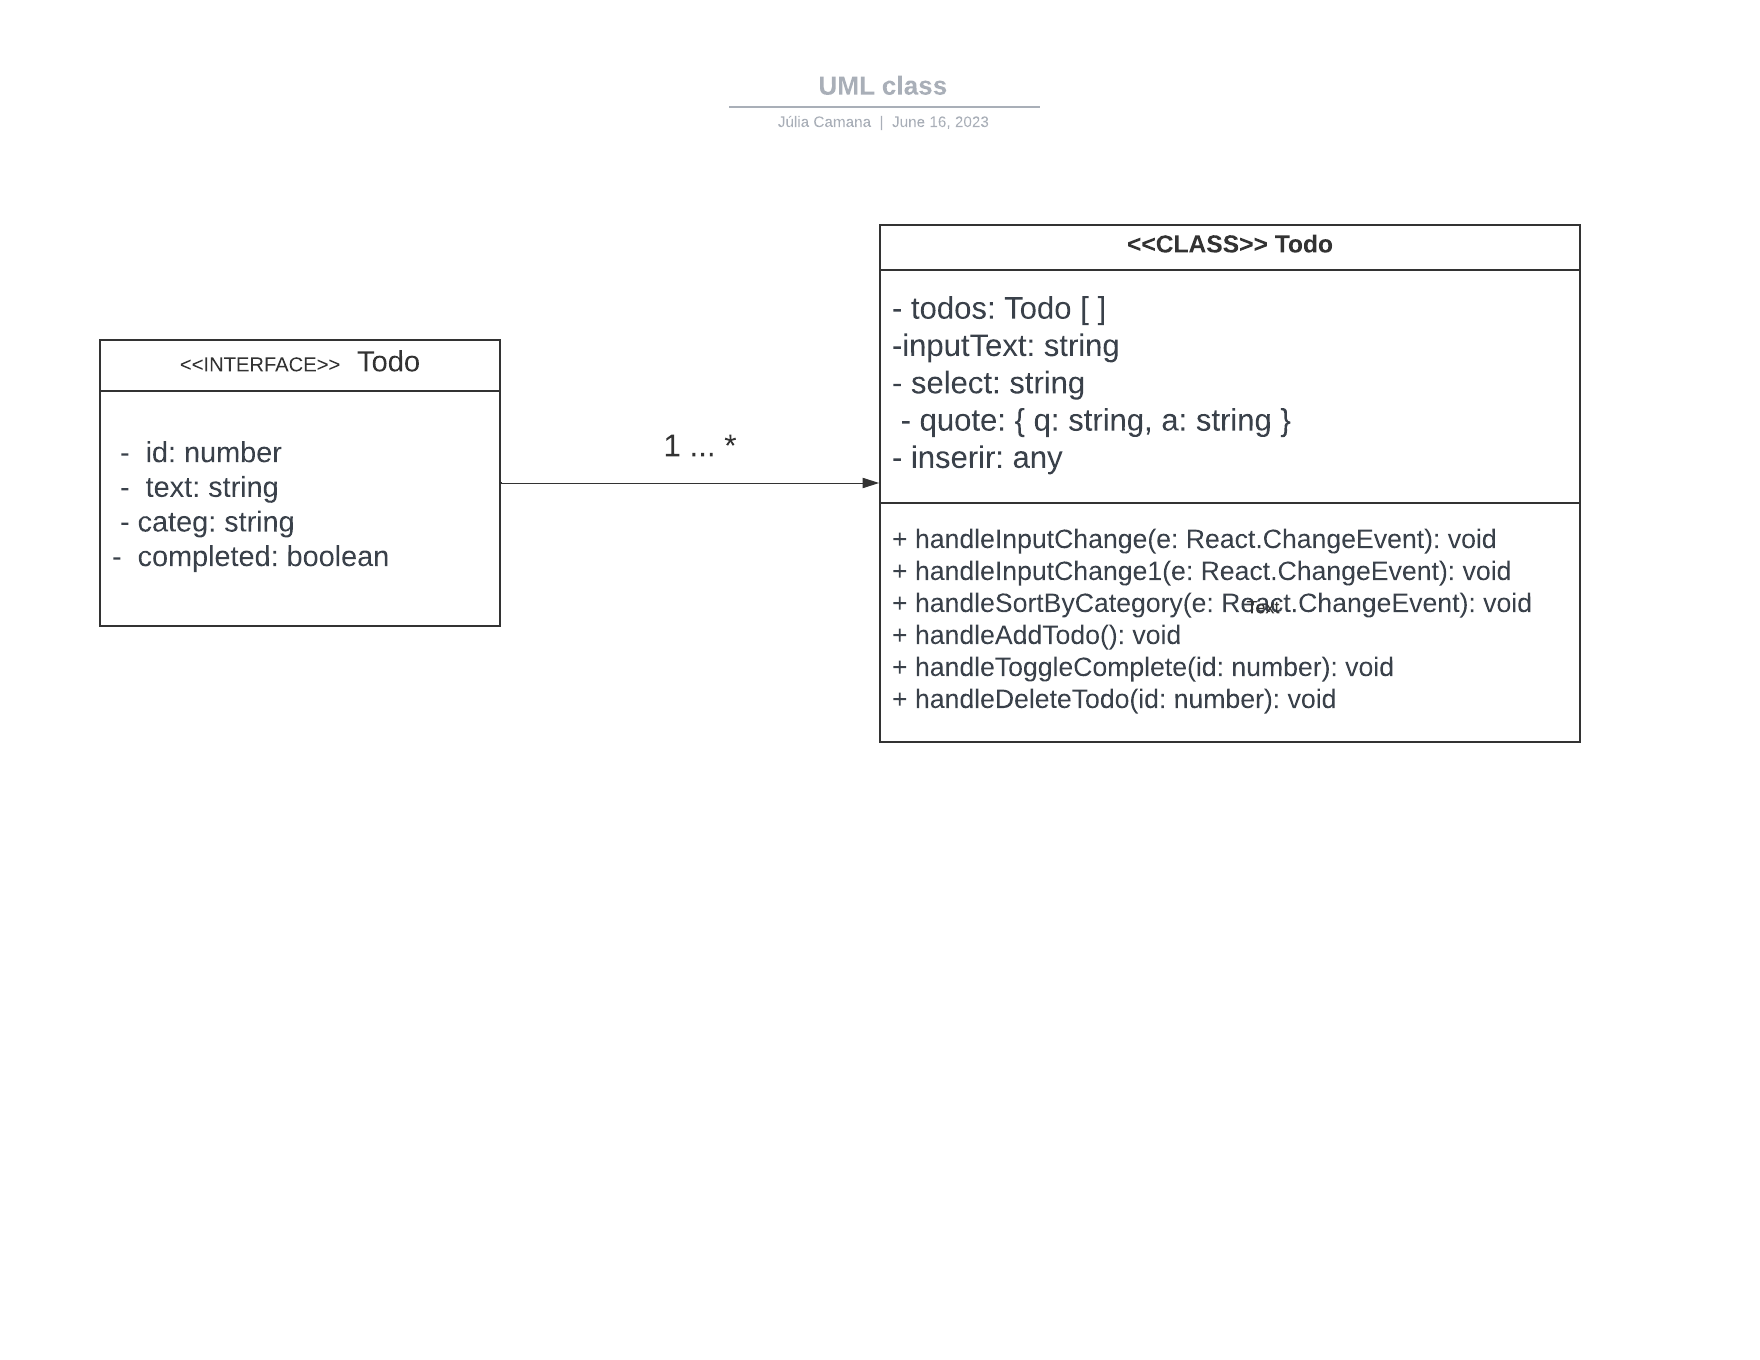 UML class
Júlia Camana | June 16, 2023
<<CLASS>> Todo
- todos: Todo [ ]
-inputText: string
- select: string
- quote: { q: string, a: string }
- inserir: any
<<INTERFACE>> Todo
- id: number
- text: string
- categ: string
- completed: boolean
1 ... *
+ handleInputChange(e: React.ChangeEvent): void
+ handleInputChange1(e: React.ChangeEvent): void
+ handleSortByCategory(e: React.ChangeEvent): void
Text
+ handleAddTodo(): void
+ handleToggleComplete(id: number): void
+ handleDeleteTodo(id: number): void